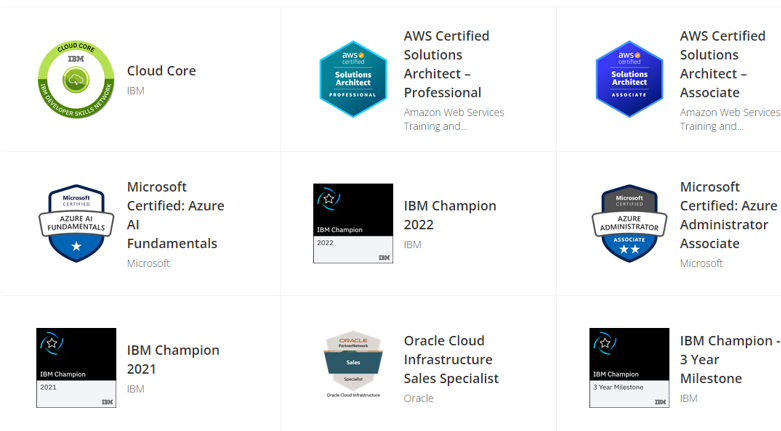 CLOUD CORE
IBM
IBM DEVELOPER SKILLS NETWORK
Cloud Core
IBM
aws
certified
Solutions
Architect
PROFESSIONAL
AWS Certified
Solutions
Architect –
Professional
Amazon Web Services
Training and...
aws
certified
Solutions
Architect
ASSOCIATE
AWS Certified
Solutions
Architect –
Associate
Amazon Web Services
Training and...
Microsoft
CERTIFIED
AZURE AI
FUNDAMENTALS
Microsoft
Certified: Azure
AI
Fundamentals
Microsoft
IBM Champion
2022
IBM
IBM Champion
2022
IBM
Microsoft
CERTIFIED
AZURE
ADMINISTRATOR
ASSOCIATE
Microsoft
Certified: Azure
Administrator
Associate
Microsoft
IBM Champion
2021
IBM
IBM Champion
2021
IBM
ORACLE
PartnerNetwork
Sales
Specialist
Oracle Cloud Infrastructure
Oracle Cloud
Infrastructure
Sales Specialist
Oracle
IBM Champion
3 Year Milestone
IBM
IBM Champion -
3 Year
Milestone
IBM